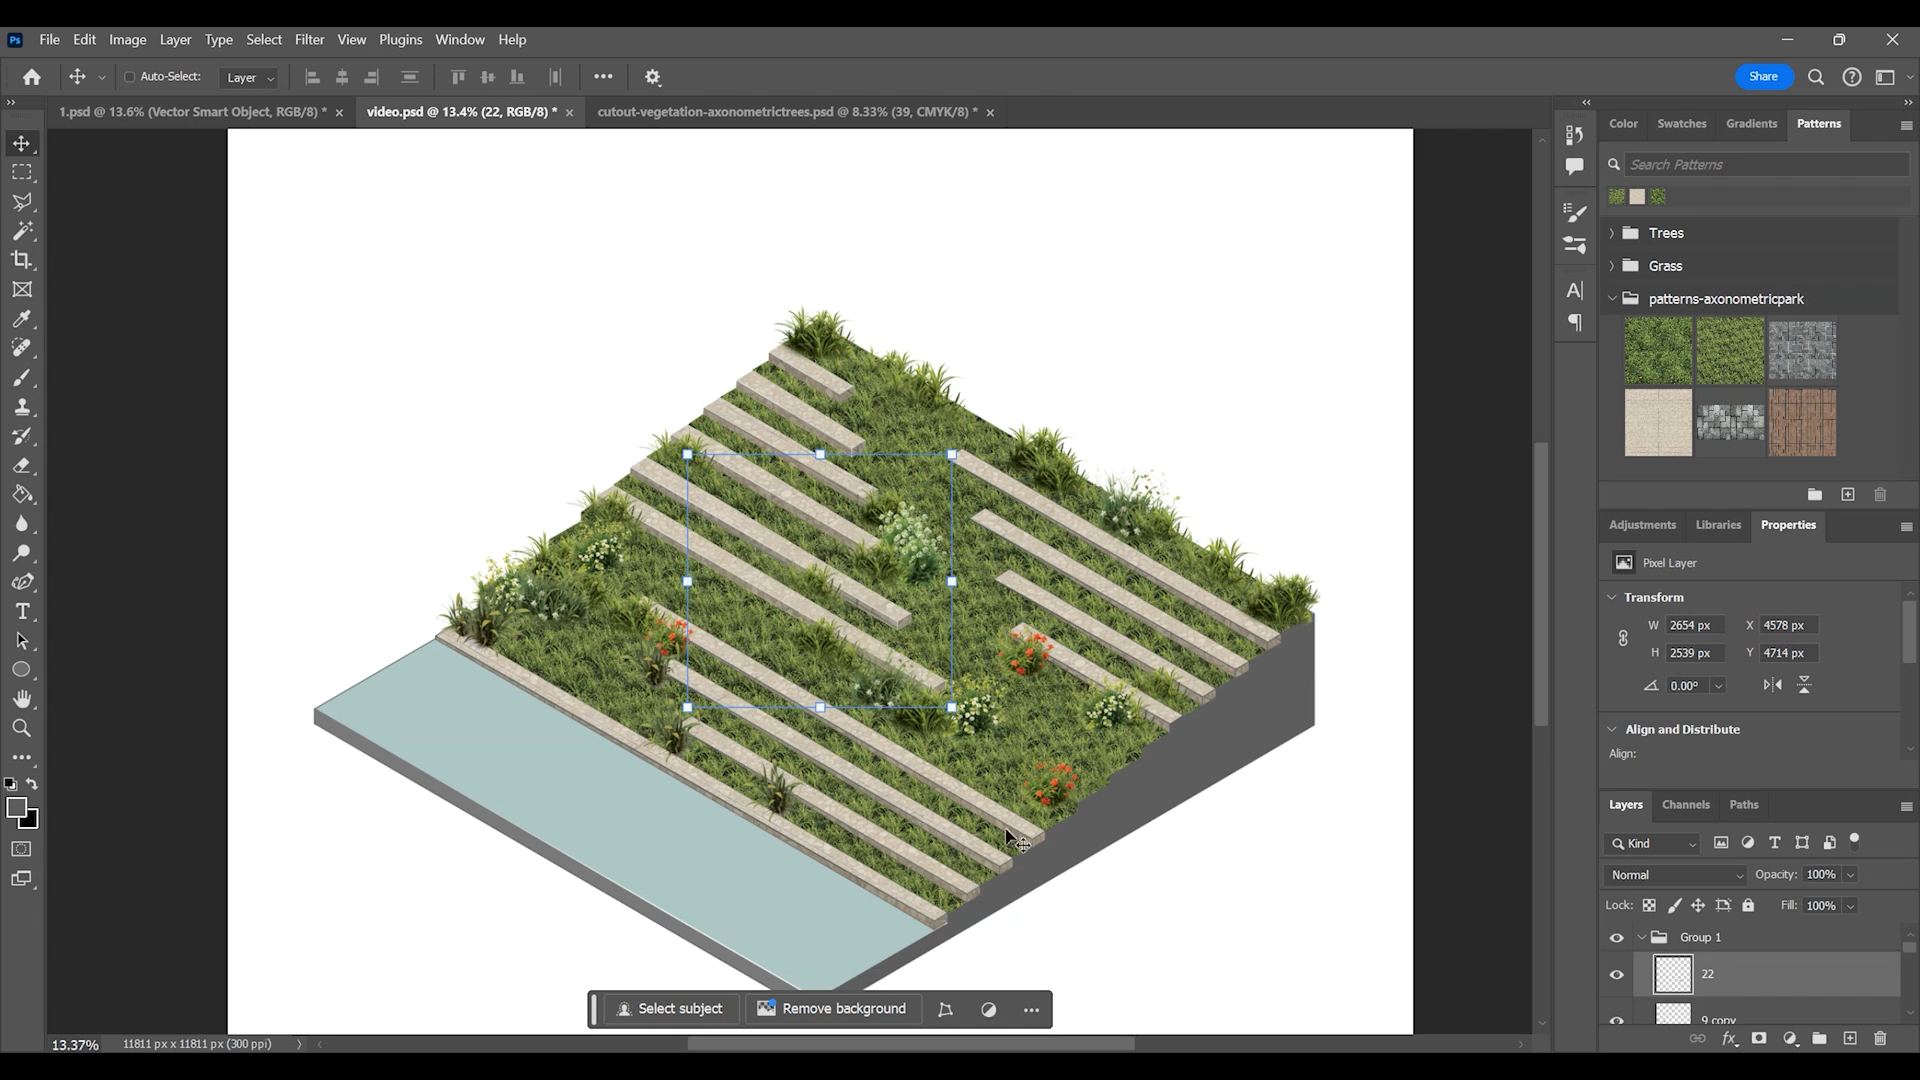 Ps File Edit Image Layer Type Select Filter View Plugins Window Help
Auto-Select: Layer Share
1.psd @ 13.6% (Vector Smart Object, RGB/8) * video.psd @ 13.4% (22, RGB/8) * cutout-vegetation-axonometrictrees.psd @ 8.33% (39, CMYK/8) *
Color Swatches Gradients Patterns
Search Patterns
Trees
Grass
patterns-axonometricpark
Adjustments Libraries Properties
Pixel Layer
Transform
W 2654 px X 4578 px
H 2539 px Y 4714 px
0.00°
Align and Distribute
Align:
Layers Channels Paths
Kind
Normal Opacity: 100%
Lock: Fill: 100%
Group 1
22
9 copy
Select subject Remove background
13.37% 11811 px x 11811 px (300 ppi)